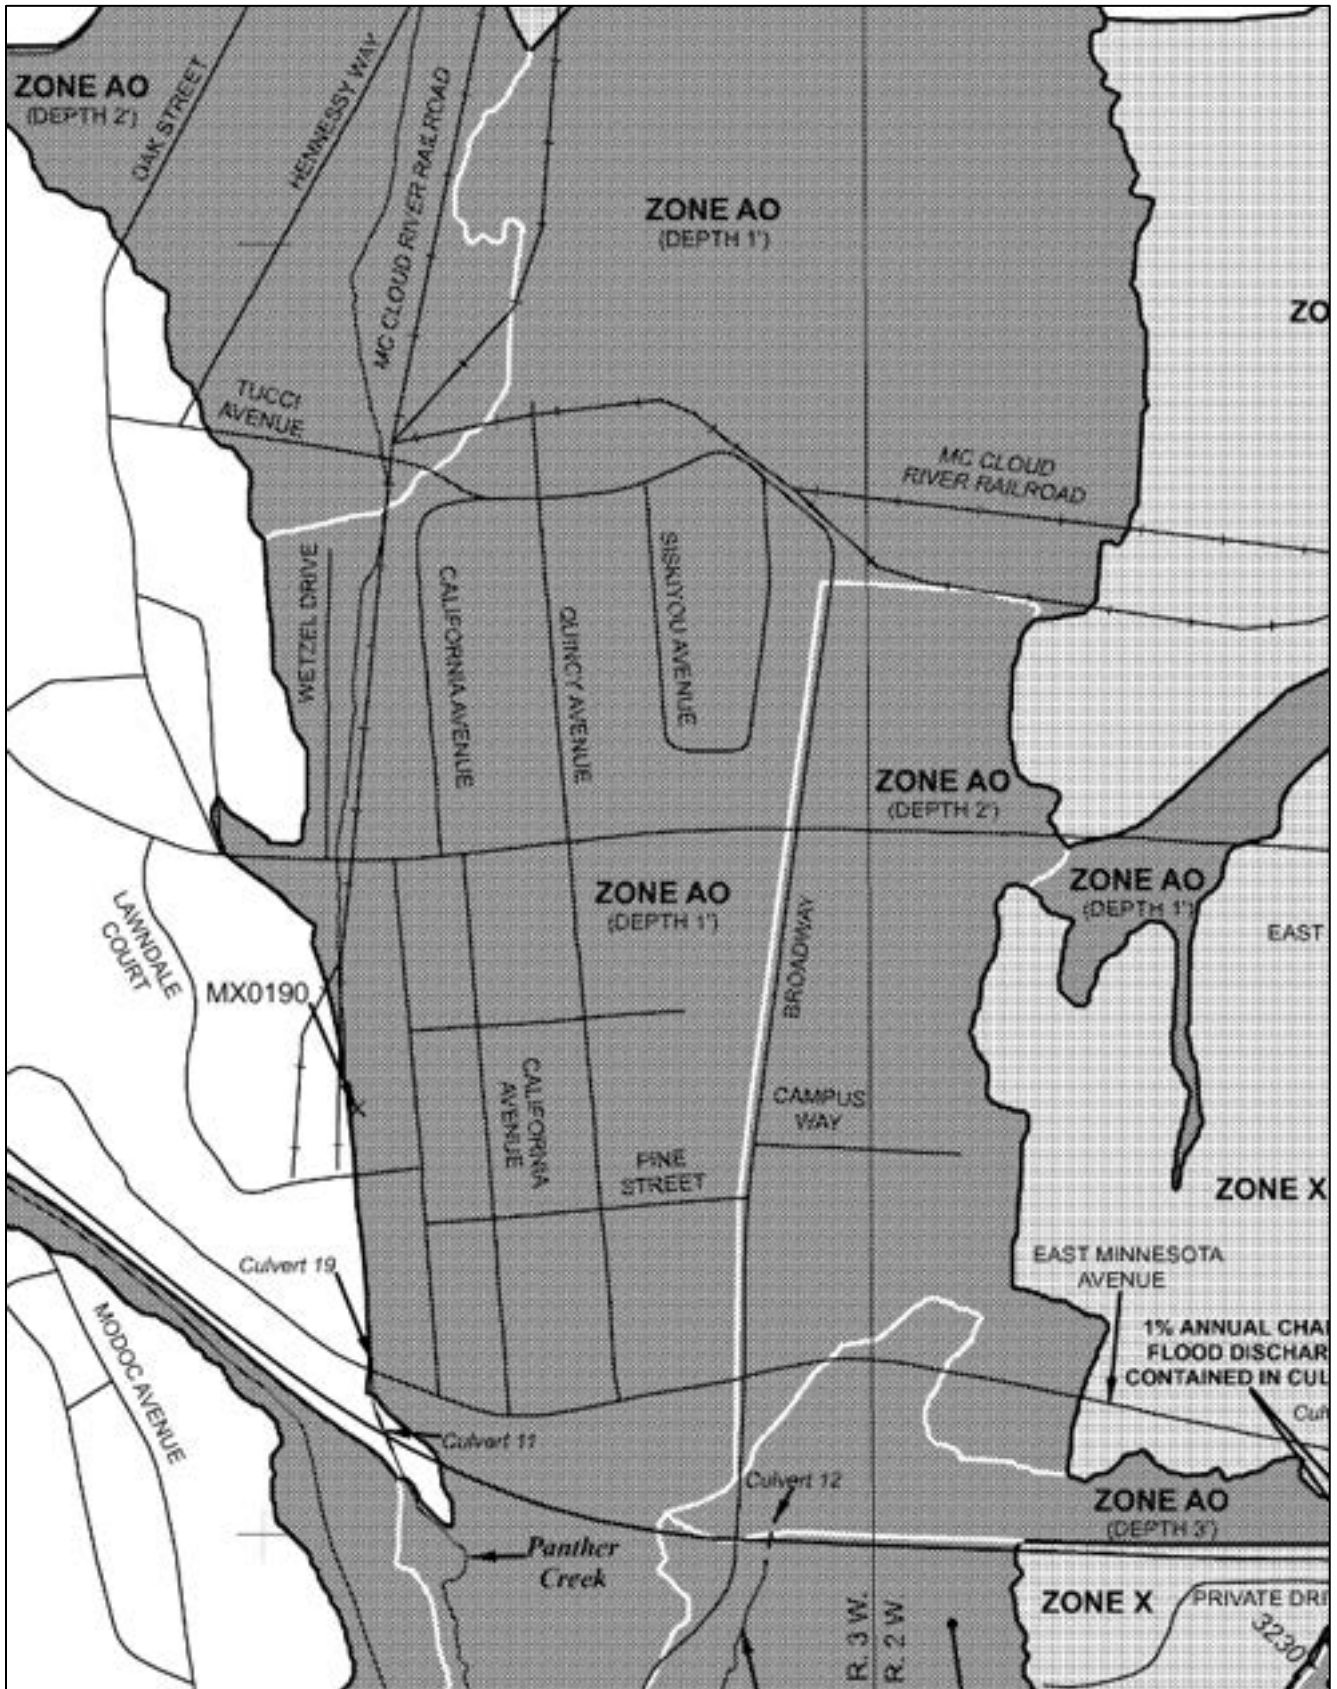 ZONE AO
(DEPTH 2')
OAK STREET
HENNESSY WAY
MC CLOUD RIVER RAILROAD
ZONE AO
(DEPTH 1')
ZO
TUCCI
AVENUE
MC CLOUD
RIVER RAILROAD
WETZEL DRIVE
CALIFORNIA AVENUE
QUINCY AVENUE
SISKIYOU AVENUE
ZONE AO
(DEPTH 2')
ZONE AO
(DEPTH 1')
ZONE AO
(DEPTH 1')
LAWNDALE
COURT
EAST
MX0190
BROADWAY
CALIFORNIA
AVENUE
CAMPUS
WAY
PINE
STREET
ZONE X
Culvert 19
EAST MINNESOTA
AVENUE
MODOC AVENUE
1% ANNUAL CHA
FLOOD DISCHAR
CONTAINED IN CUL
Culvert 11
Culvert 12
ZONE AO
(DEPTH 3')
Panther
Creek
ZONE X
PRIVATE DRI
3230
R. 3 W.
R. 2 W.